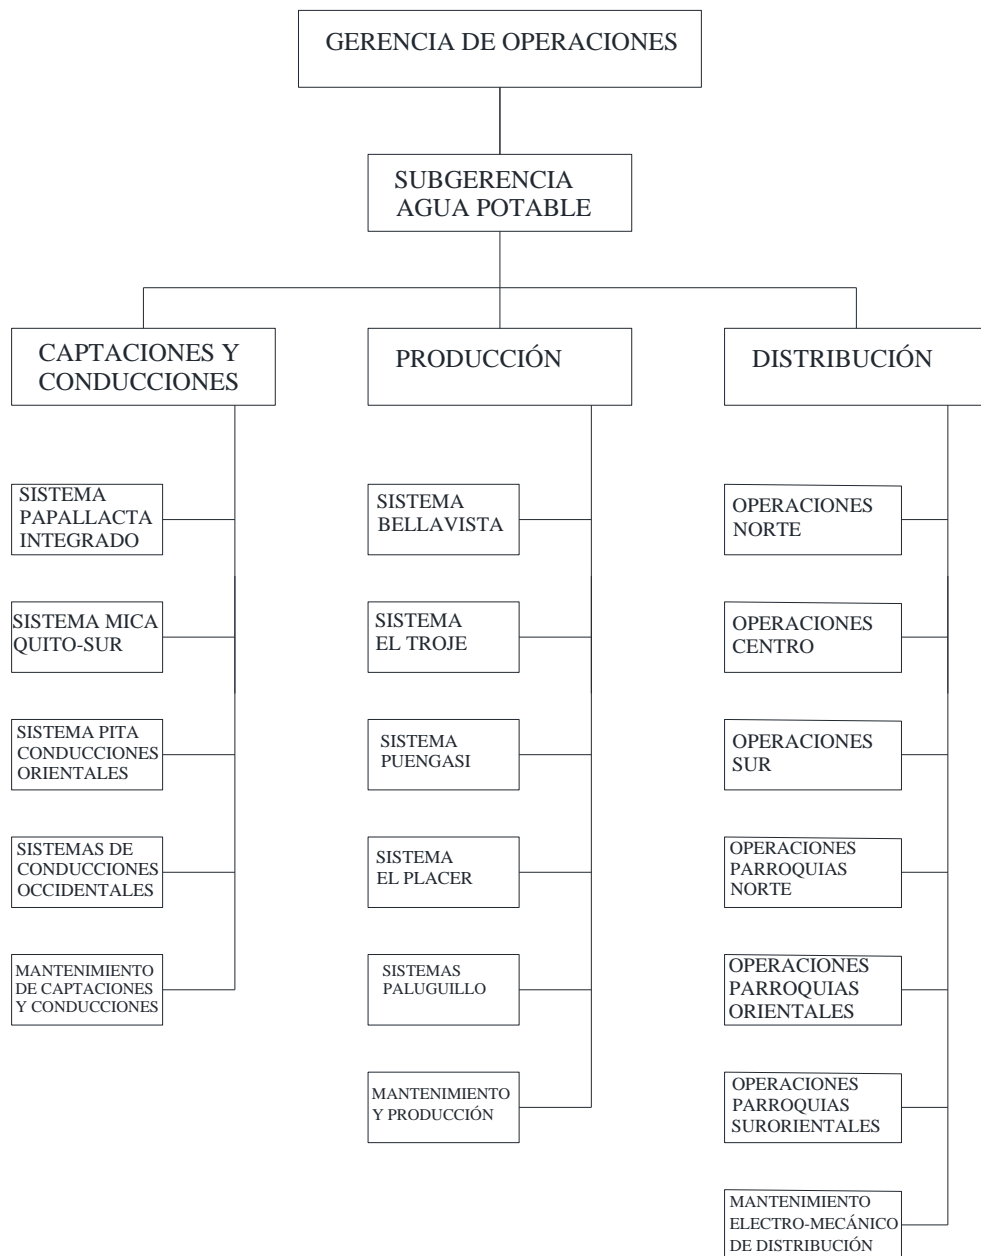 GERENCIA DE OPERACIONES
SUBGERENCIA
AGUA POTABLE
CAPTACIONES Y
CONDUCCIONES
SISTEMA
PAPALLACTA
INTEGRADO
SISTEMA MICA
QUITO-SUR
SISTEMA PITA
CONDUCCIONES
ORIENTALES
SISTEMAS DE
CONDUCCIONES
OCCIDENTALES
MANTENIMIENTO
DE CAPTACIONES
Y CONDUCCIONES
PRODUCCIÓN
SISTEMA
BELLAVISTA
SISTEMA
EL TROJE
SISTEMA
PUENGASI
SISTEMA
EL PLACER
SISTEMAS
PALUGUILLO
MANTENIMIENTO
Y PRODUCCIÓN
DISTRIBUCIÓN
OPERACIONES
NORTE
OPERACIONES
CENTRO
OPERACIONES
SUR
OPERACIONES
PARROQUIAS
NORTE
OPERACIONES
PARROQUIAS
ORIENTALES
OPERACIONES
PARROQUIAS
SURORIENTALES
MANTENIMIENTO
ELECTRO-MECÁNICO
DE DISTRIBUCIÓN